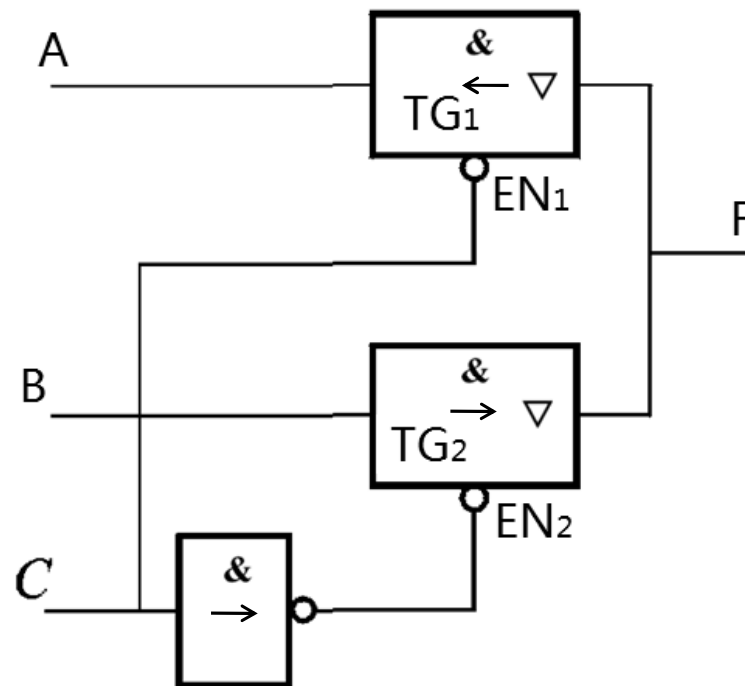 &
A
TG₁ ← ▽
EN₁
F
&
B
→ ▽
TG₂
EN₂
C
&
→